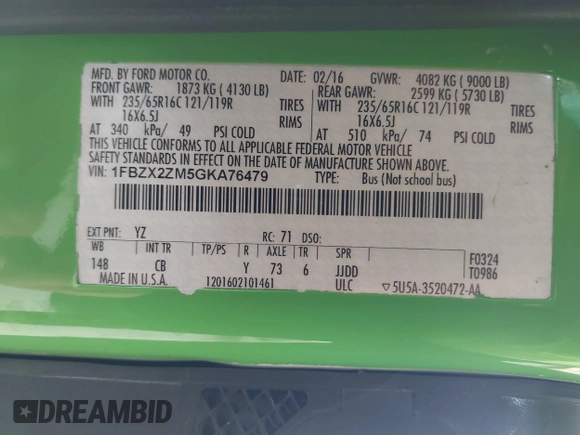 MFD. BY FORD MOTOR CO. DATE: 02/16 GVWR: 4082 KG ( 9000 LB)
FRONT GAWR: 1873 KG ( 4130 LB) REAR GAWR: 2599 KG ( 5730 LB)
WITH 235/65R16C 121/119R TIRES WITH 235/65R16C 121/119R TIRES
16X6.5J RIMS 16X6.5J RIMS
AT 340 kPa/ 49 PSI COLD AT 510 kPa/ 74 PSI COLD
THIS VEHICLE CONFORMS TO ALL APPLICABLE FEDERAL MOTOR VEHICLE
SAFETY STANDARDS IN EFFECT ON THE DATE OF MANUFACTURE SHOWN ABOVE.
VIN: 1FBZX2ZM5GKA76479 TYPE: Bus (Not school bus)
EXT PNT: YZ RC: 71 DSO:
WB INT TR TP/PS R AXLE TR SPR F0324
148 CB Y 73 6 JJDD T0986
MADE IN U.S.A. 1201602101461 ULC ▽5U5A-3520472-AA
DREAMBID